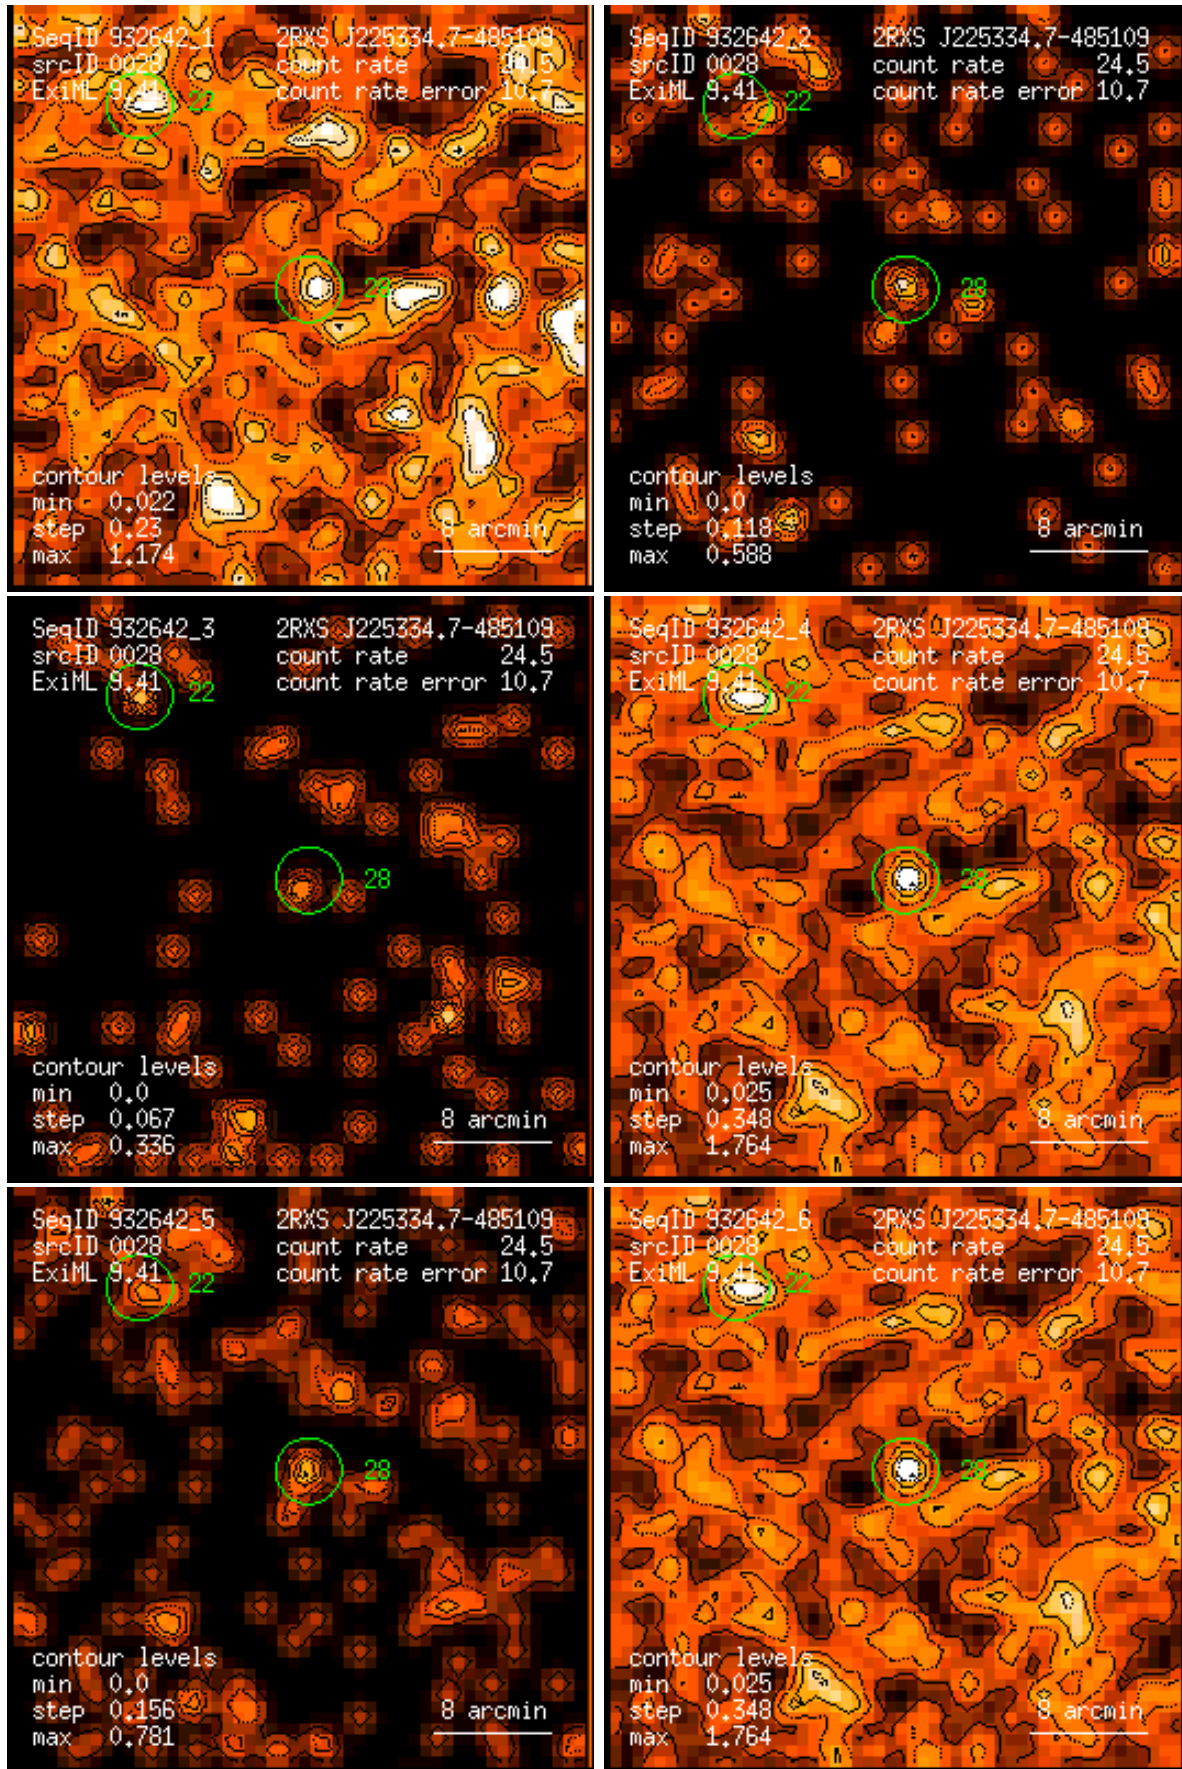 SeqID 932642_1 2RXS J225334.7-485109
srcID 0028 count rate 24.5
ExiML 9.41 count rate error 10.7
22
28
contour levels
min 0.022
step 0.23 8 arcmin
max 1.174
SeqID 932642_2 2RXS J225334.7-485109
srcID 0028 count rate 24.5
ExiML 9.41 count rate error 10.7
22
28
contour levels
min 0.0
step 0.118 8 arcmin
max 0.588
SeqID 932642_3 2RXS J225334.7-485109
srcID 0028 count rate 24.5
ExiML 9.41 count rate error 10.7
22
28
contour levels
min 0.0
step 0.067 8 arcmin
max 0.336
SeqID 932642_4 2RXS J225334.7-485109
srcID 0028 count rate 24.5
ExiML 9.41 count rate error 10.7
22
28
contour levels
min 0.025
step 0.348 8 arcmin
max 1.764
SeqID 932642_5 2RXS J225334.7-485109
srcID 0028 count rate 24.5
ExiML 9.41 count rate error 10.7
22
28
contour levels
min 0.0
step 0.156 8 arcmin
max 0.781
SeqID 932642_6 2RXS J225334.7-485109
srcID 0028 count rate 24.5
ExiML 9.41 count rate error 10.7
22
28
contour levels
min 0.025
step 0.348 8 arcmin
max 1.764